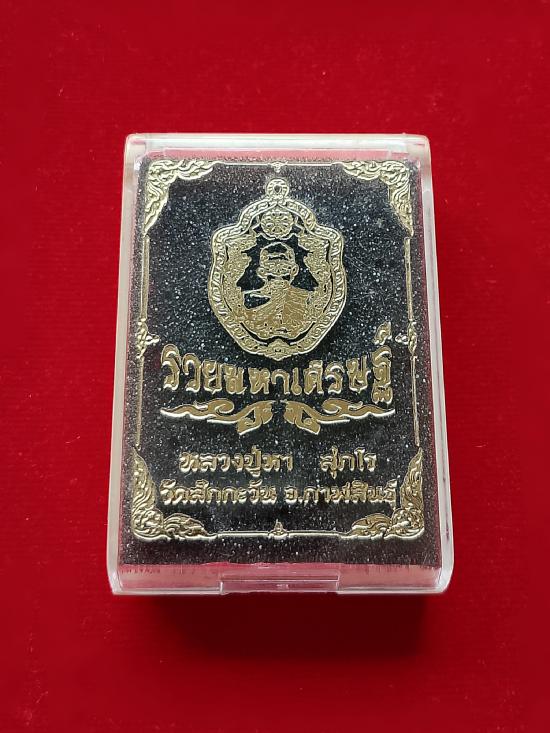 รวยมหาเศรษฐี
หลวงปู่หา สุภโร
วัดสักกะวัน จ.กาฬสินธุ์